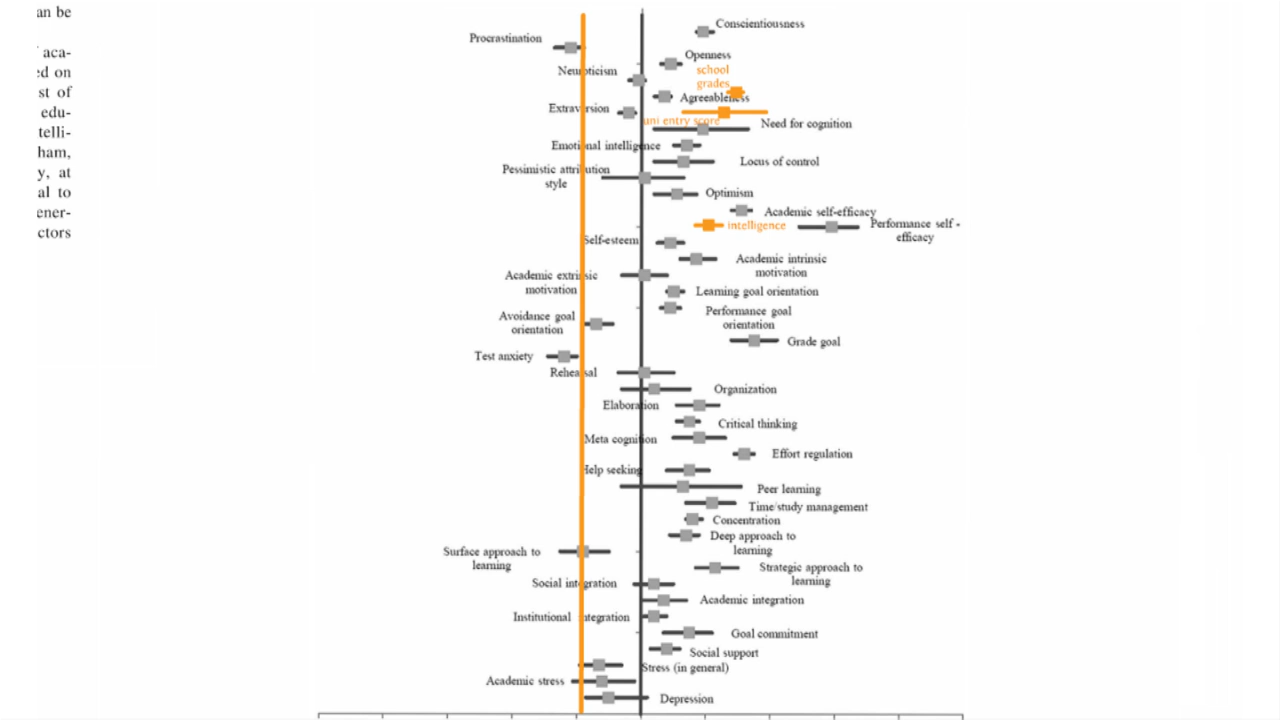 an be
aca-
ed on
st of
edu-
telli-
ham,
y, at
al to
ener-
ctors
Conscientiousness
Procrastination
Openness
Neuroticism
school
grades
Agreeableness
Extraversion
uni entry score
Need for cognition
Emotional intelligence
Locus of control
Pessimistic attribution
style
Optimism
Academic self-efficacy
intelligence
Performance self -
efficacy
Self-esteem
Academic intrinsic
motivation
Academic extrinsic
motivation
Learning goal orientation
Performance goal
orientation
Avoidance goal
orientation
Grade goal
Test anxiety
Rehearsal
Organization
Elaboration
Critical thinking
Meta cognition
Effort regulation
Help seeking
Peer learning
Time/study management
Concentration
Deep approach to
learning
Surface approach to
learning
Strategic approach to
learning
Social integration
Academic integration
Institutional integration
Goal commitment
Social support
Stress (in general)
Academic stress
Depression